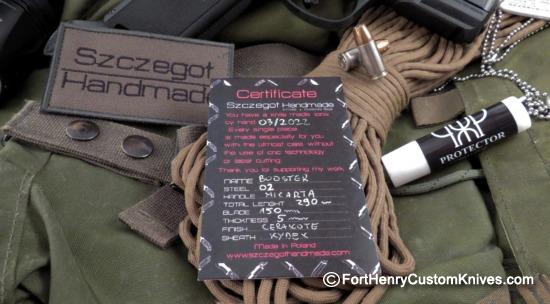 Szczegot
Handmade
Certificate
Szczegot Handmade
You have a knife made 100%
by hand 03/2022
Every single piece
is made especially for you
with the utmost care without
the use of cnc technology
or laser cutting.
Thank you for supporting my work
NAME BUDSTER
STEEL O2
HANDLE MICARTA
TOTAL LENGHT 290 mm
BLADE 150 mm
THICKNESS 5 mm
FINISH CERAKOTE
SHEATH KYDEX
Made in Poland
www.szczegothandmade.com
PROTECTOR
© FortHenryCustomKnives.com